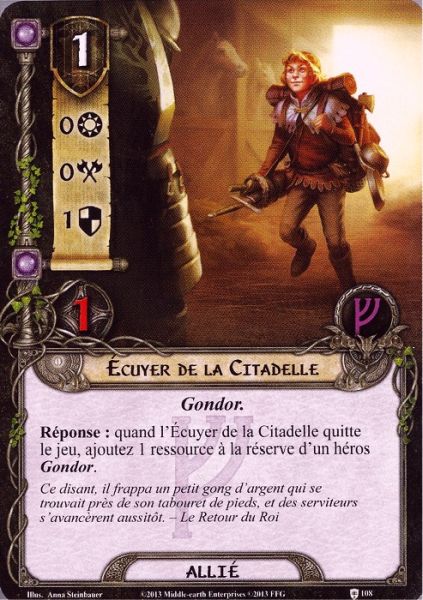 1
0
0
1
1
Écuyer de la Citadelle
Gondor.
Réponse : quand l'Écuyer de la Citadelle quitte
le jeu, ajoutez 1 ressource à la réserve d'un héros
Gondor.
Ce disant, il frappa un petit gong d'argent qui se
trouvait près de son tabouret de pieds, et des serviteurs
s'avancèrent aussitôt. – Le Retour du Roi
ALLIÉ
Illus. Anna Steinbauer ©2013 Middle-earth Enterprises ©2013 FFG 108